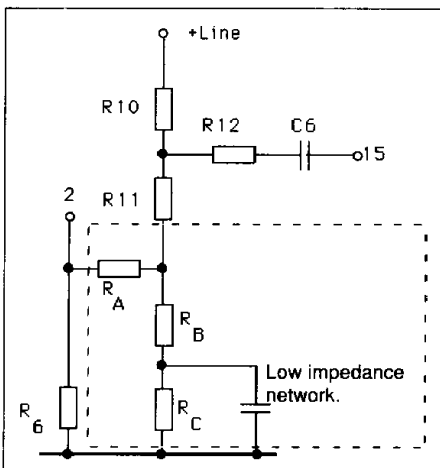 +Line
R10
R12
C6
15
R11
2
R
A
R
B
Low impedance
network.
R
C
R
6